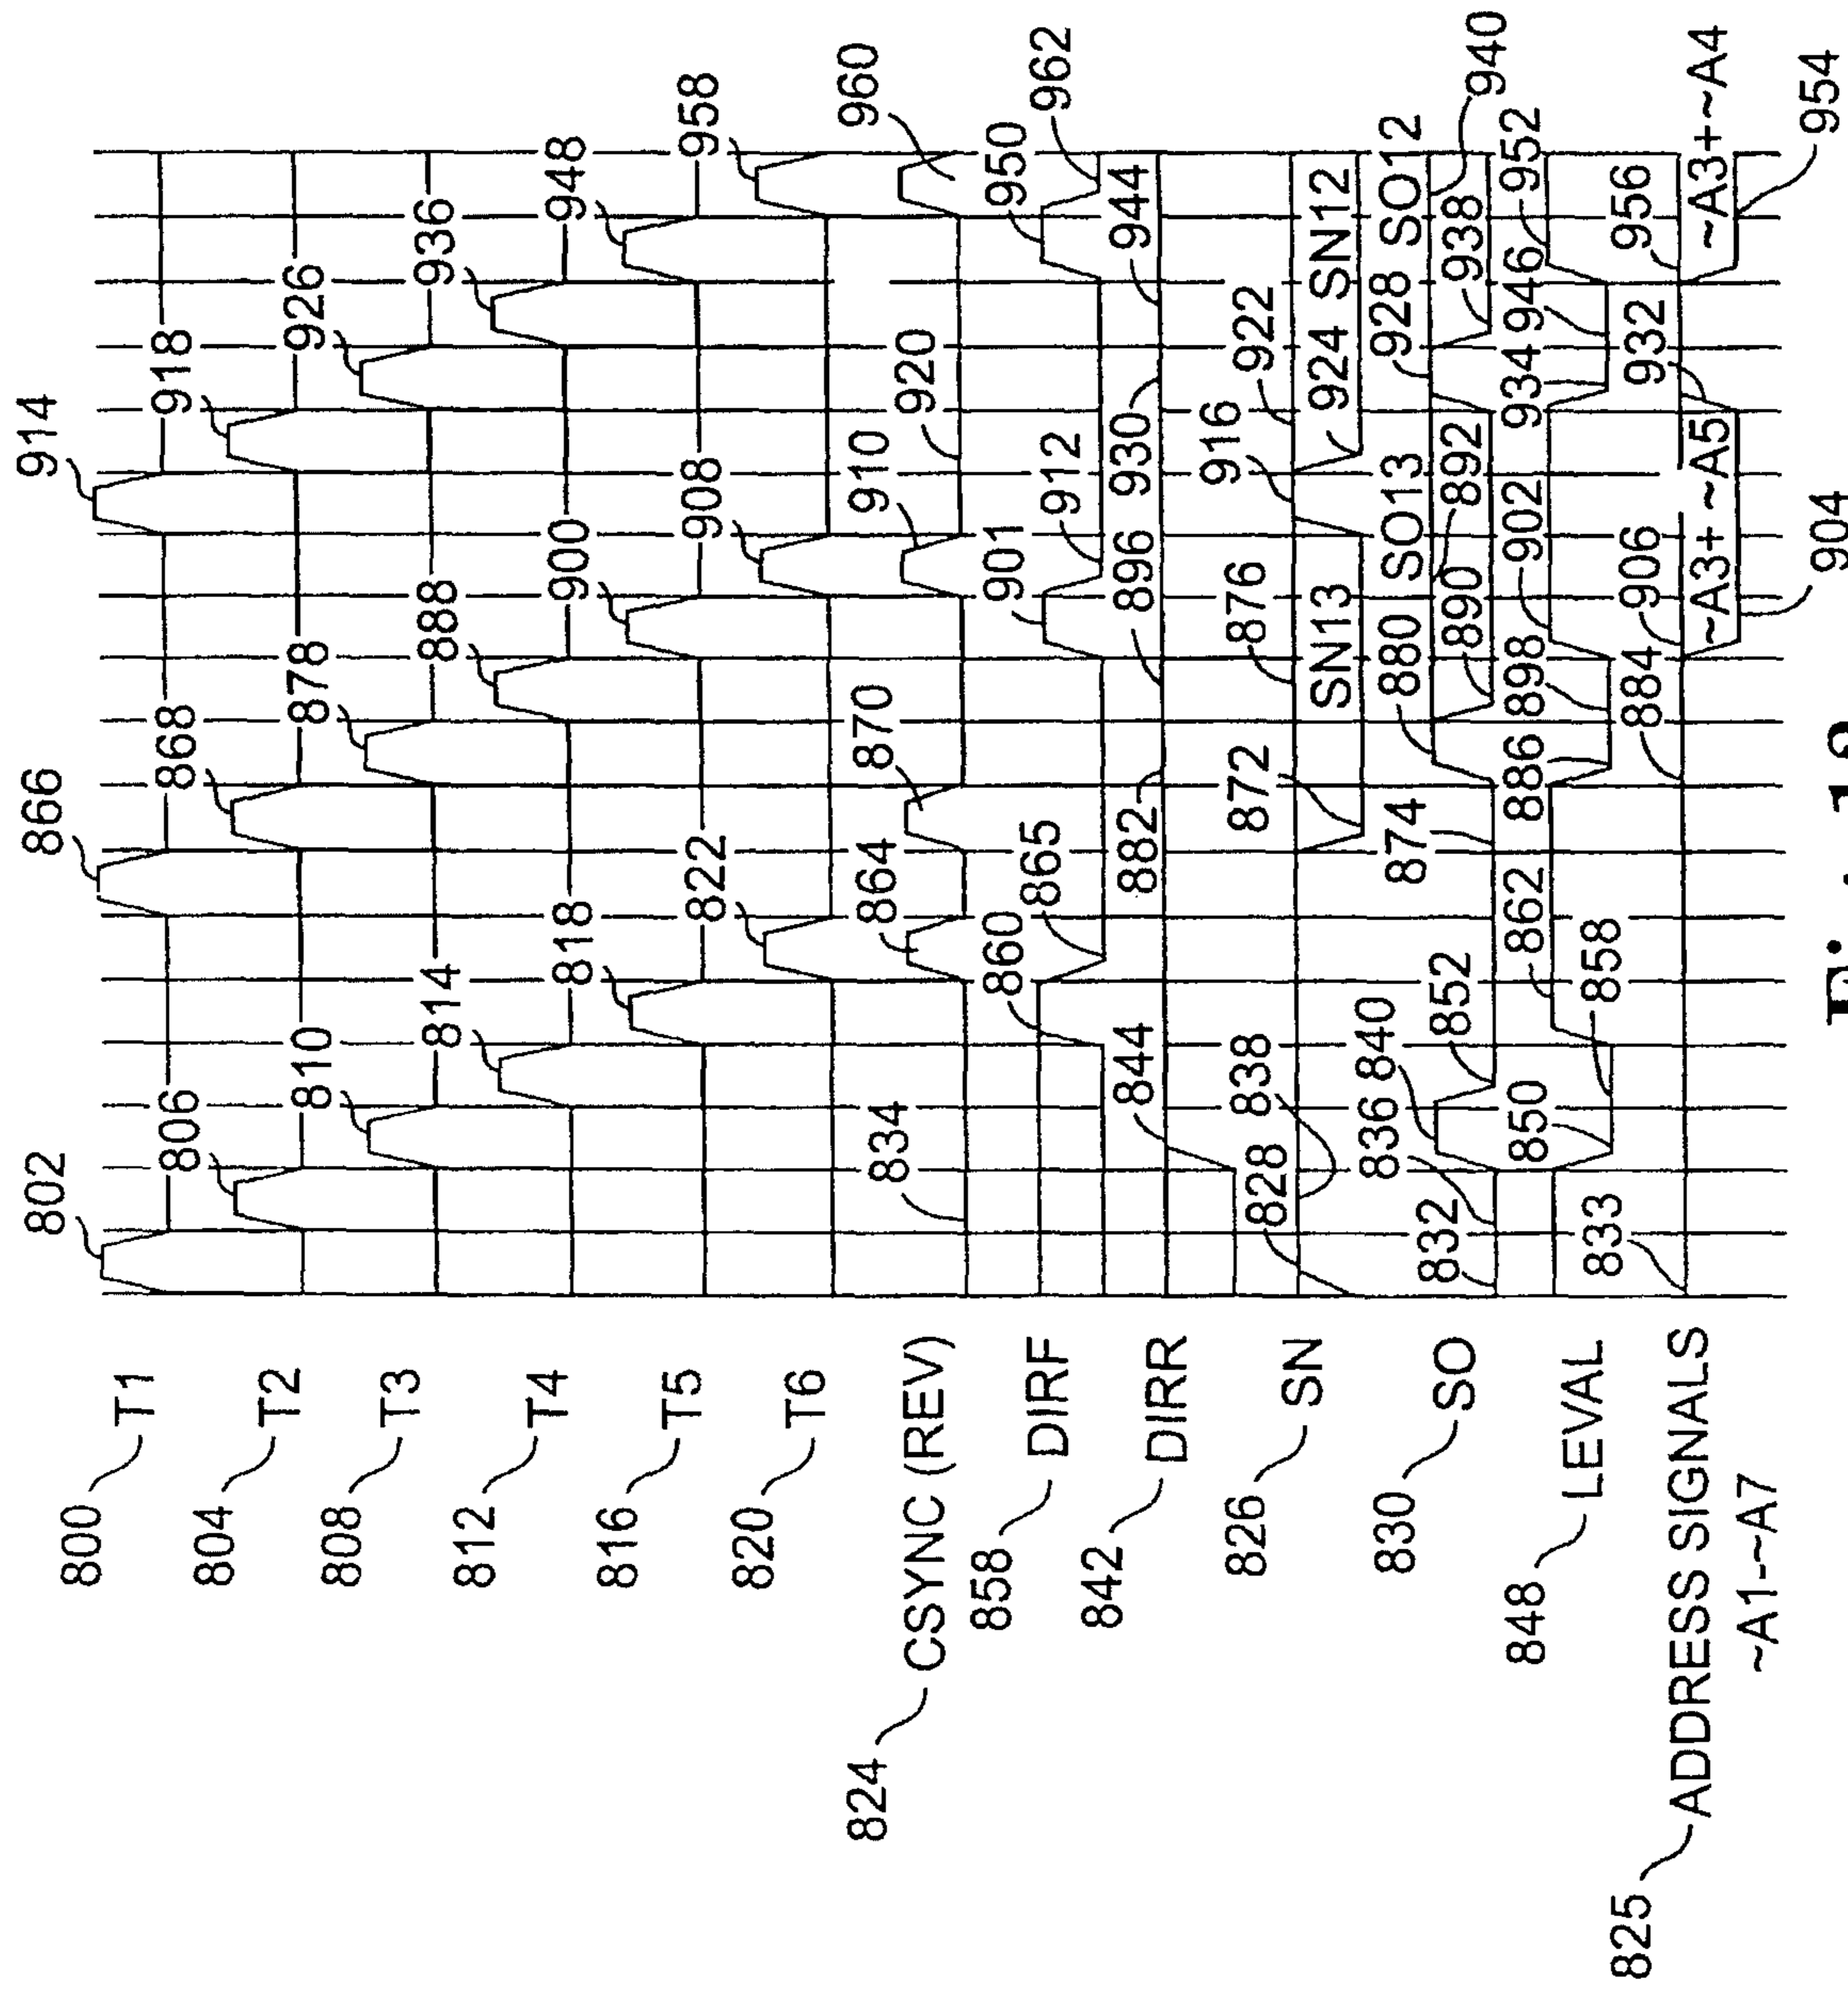 800 T1
804 T2
808 T3
812 T4
816 T5
820 T6
824 CSYNC (REV)
858 DIRF
842 DIRR
826 SN
830 SO
848 LEVAL
825 ADDRESS SIGNALS
~A1-~A7
802 866 914
806 868 918
810 878 926
814 888 936
818 900 948
822 908 958
834 864 870 910 920 960
860 865 901 912 950 962
844 882 896 930 944
828 838 872 876 916 922
SN13 924 SN12
832 836 840 852 874 880 SO13 928 SO12
890 892 938 940
850 862 886 898 902 934 946 952
833 858 884 906 932 956
~A3+~A5 ~A3+~A4
904 954